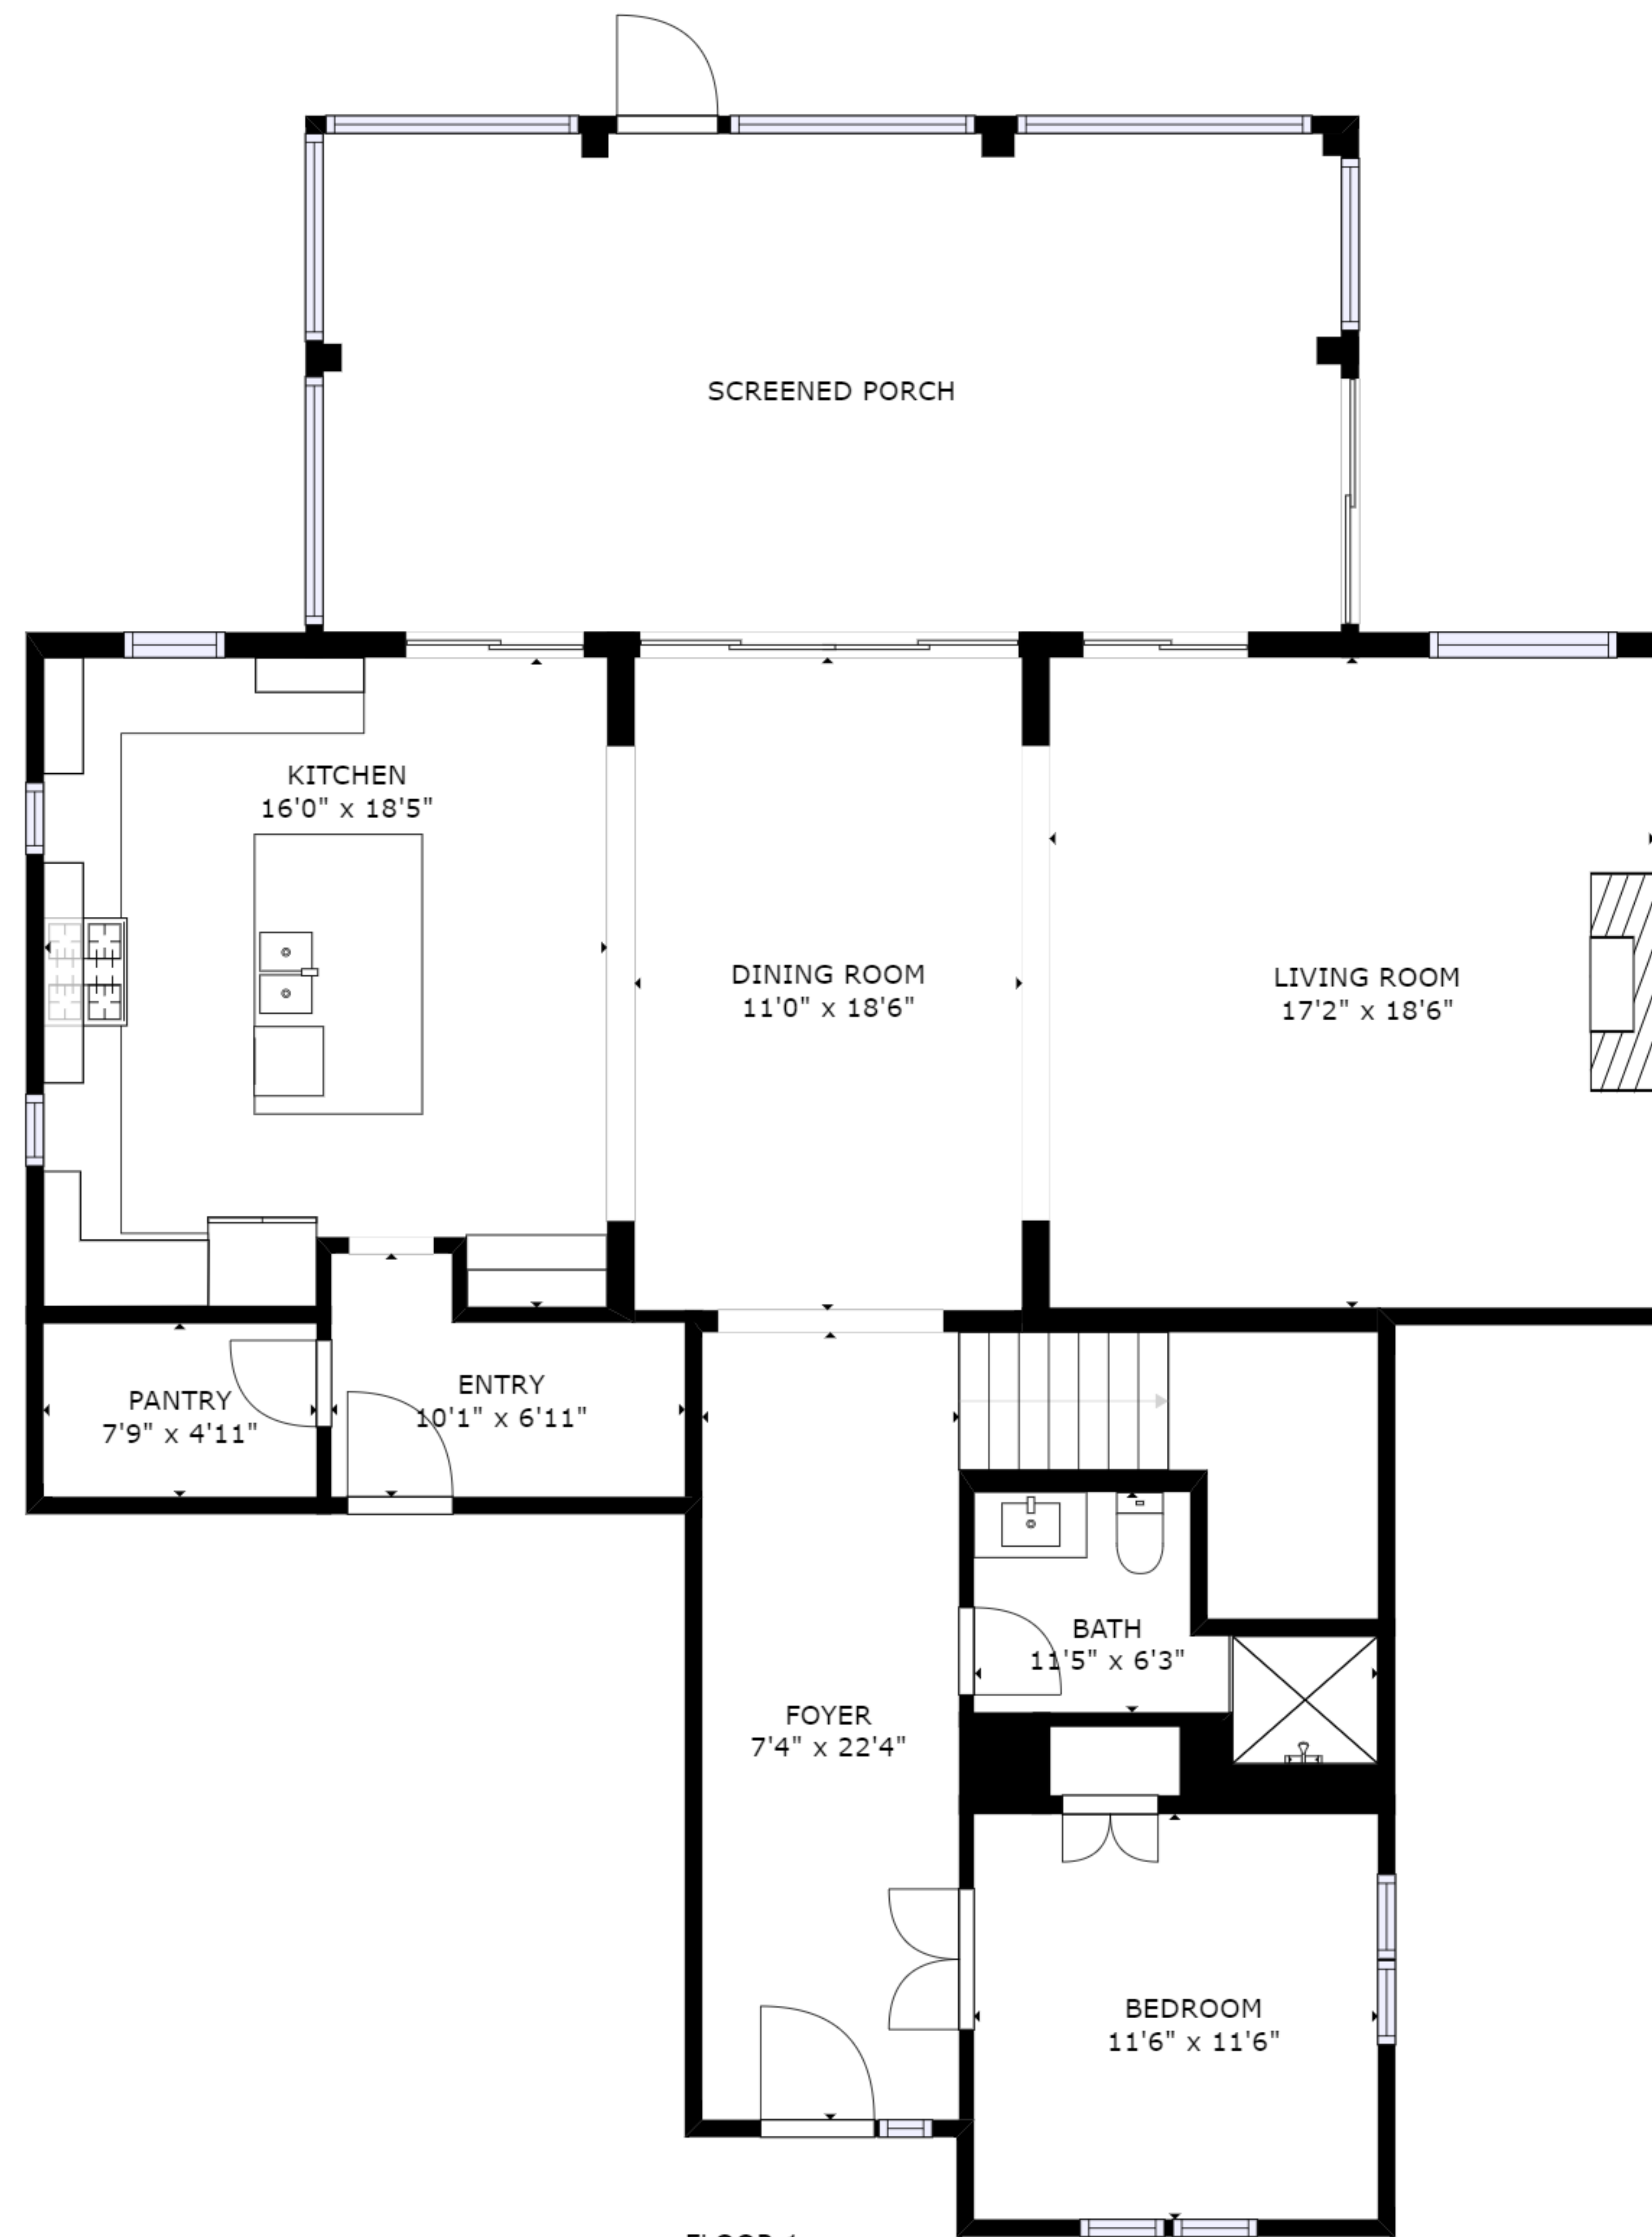 SCREENED PORCH
KITCHEN
16'0" x 18'5"
DINING ROOM
11'0" x 18'6"
LIVING ROOM
17'2" x 18'6"
PANTRY
7'9" x 4'11"
ENTRY
10'1" x 6'11"
BATH
11'5" x 6'3"
FOYER
7'4" x 22'4"
BEDROOM
11'6" x 11'6"